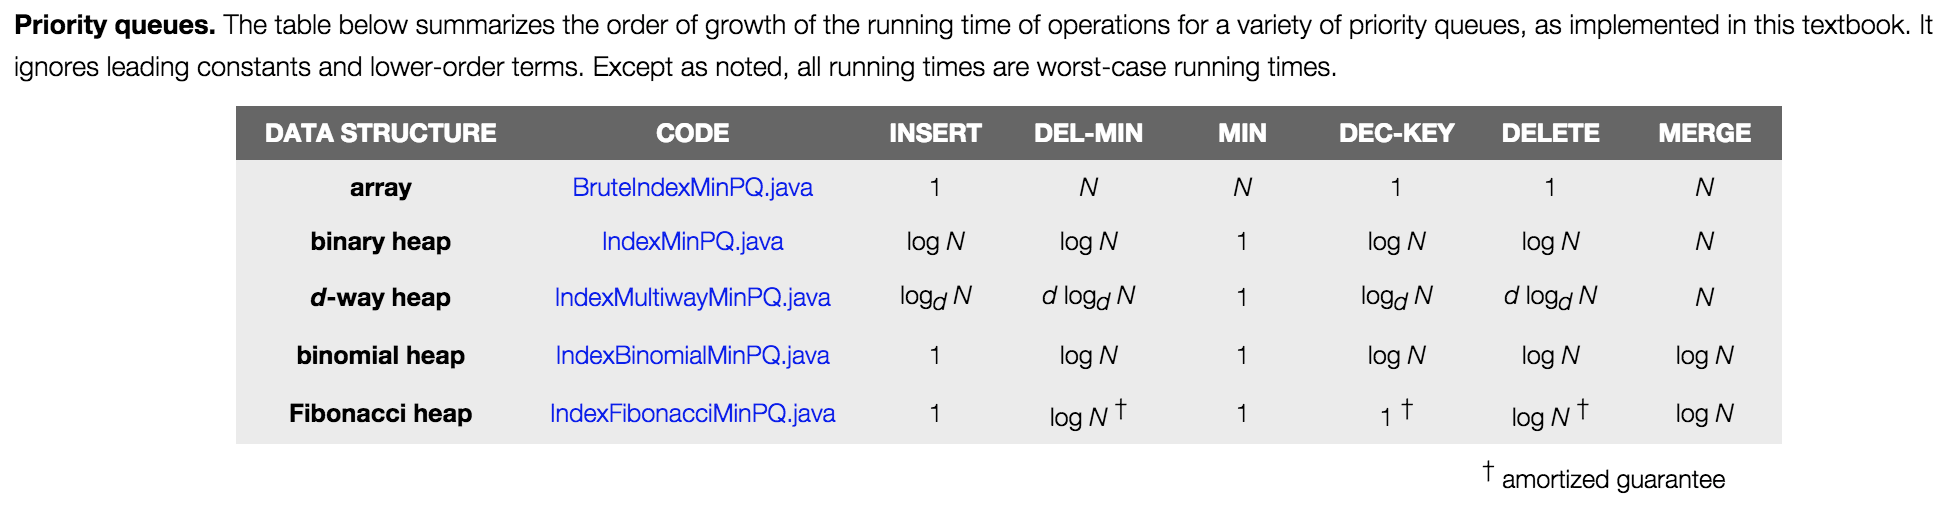 Priority queues. The table below summarizes the order of growth of the running time of operations for a variety of priority queues, as implemented in this textbook. It
ignores leading constants and lower-order terms. Except as noted, all running times are worst-case running times.
DATA STRUCTURE CODE INSERT DEL-MIN MIN DEC-KEY DELETE MERGE
array BruteIndexMinPQ.java 1 N N 1 1 N
binary heap IndexMinPQ.java log N log N 1 log N log N N
d-way heap IndexMultiwayMinPQ.java log_d N d log_d N 1 log_d N d log_d N N
binomial heap IndexBinomialMinPQ.java 1 log N 1 log N log N log N
Fibonacci heap IndexFibonacciMinPQ.java 1 log N † 1 1 † log N † log N
† amortized guarantee